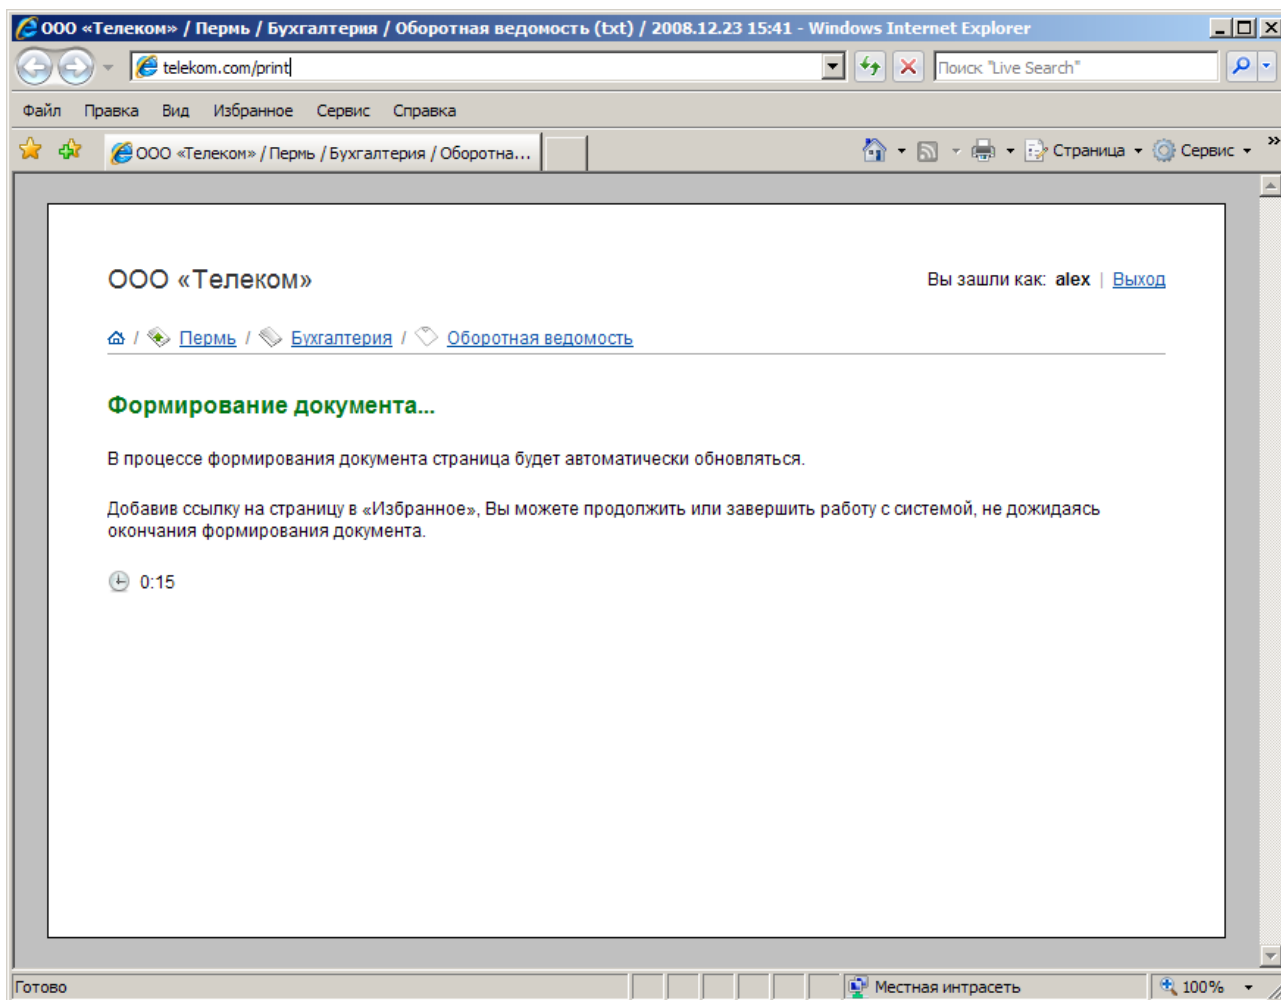 ООО «Телеком» / Пермь / Бухгалтерия / Оборотная ведомость (txt) / 2008.12.23 15:41 - Windows Internet Explorer
telekom.com/print
Поиск "Live Search"
Файл Правка Вид Избранное Сервис Справка
ООО «Телеком» / Пермь / Бухгалтерия / Оборотна...
Страница Сервис »
ООО «Телеком»
Вы зашли как: alex | Выход
/ Пермь / Бухгалтерия / Оборотная ведомость
Формирование документа...
В процессе формирования документа страница будет автоматически обновляться.
Добавив ссылку на страницу в «Избранное», Вы можете продолжить или завершить работу с системой, не дожидаясь
окончания формирования документа.
0:15
Готово
Местная интрасеть
100%